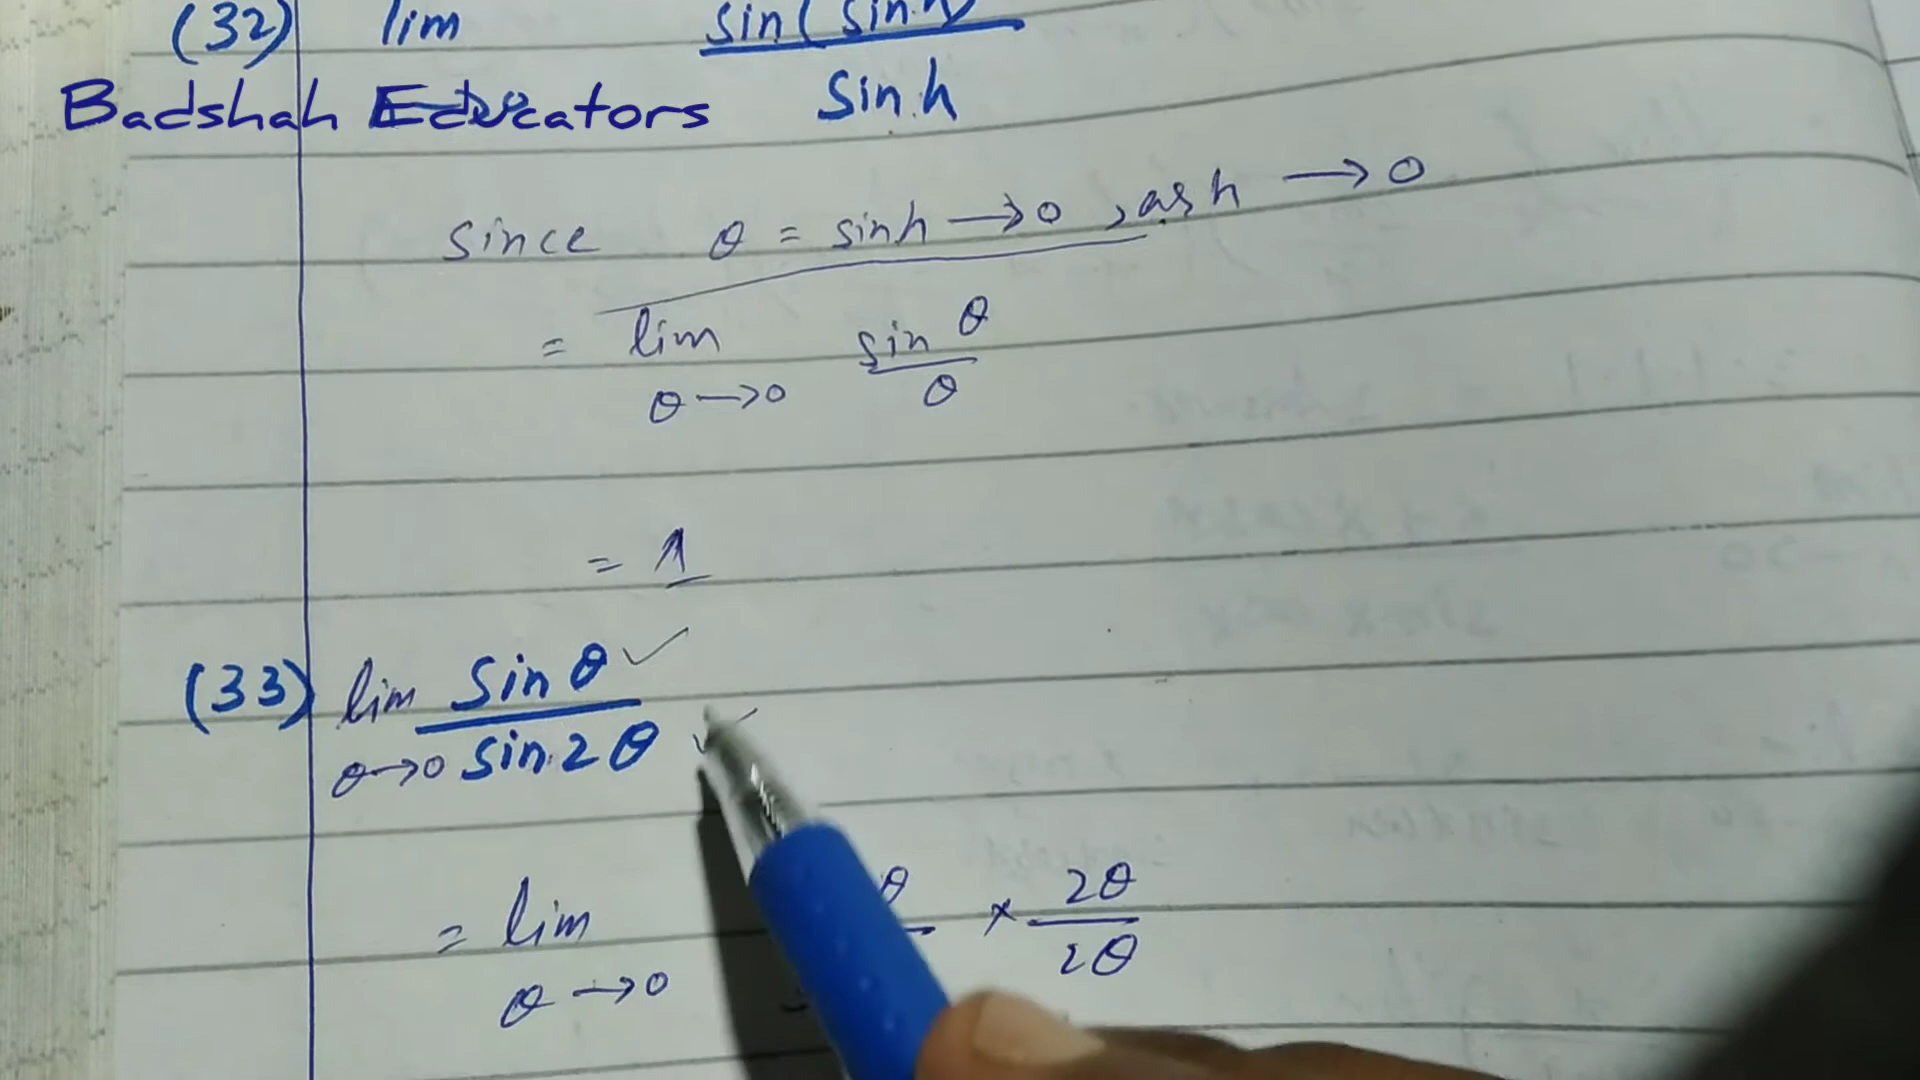 (32) lim sin(sin h)
Badshah Educators
sin h
since θ = sinh → 0 , as h → 0
= lim sin θ
θ → 0 θ
= 1
(33) lim sin θ ✓
θ → 0 sin 2θ ✓
= lim θ × 2θ
θ → 0 2θ